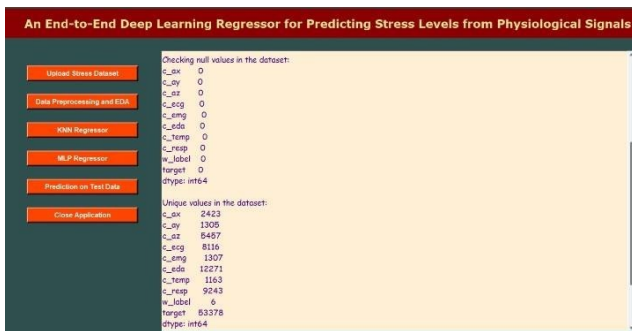 An End-to-End Deep Learning Regressor for Predicting Stress Levels from Physiological Signals
Upload Stress Dataset
Data Preprocessing and EDA
KNN Regressor
MLP Regressor
Prediction on Test Data
Close Application
Checking null values in the dataset:
c_ax 0
c_ay 0
c_az 0
c_ecg 0
c_emg 0
c_eda 0
c_temp 0
c_resp 0
w_label 0
target 0
dtype: int64
Unique values in the dataset:
c_ax 2423
c_ay 1305
c_az 5457
c_ecg 8116
c_emg 1307
c_eda 12271
c_temp 1163
c_resp 9243
w_label 6
target 53378
dtype: int64